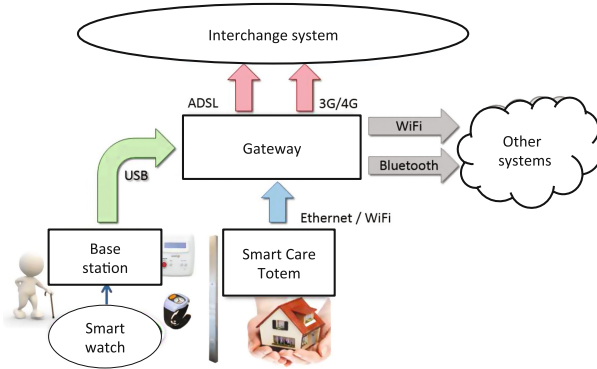 Interchange system
ADSL
3G/4G
Gateway
WiFi
Bluetooth
Other
systems
USB
Ethernet / WiFi
Base
station
Smart Care
Totem
Smart
watch